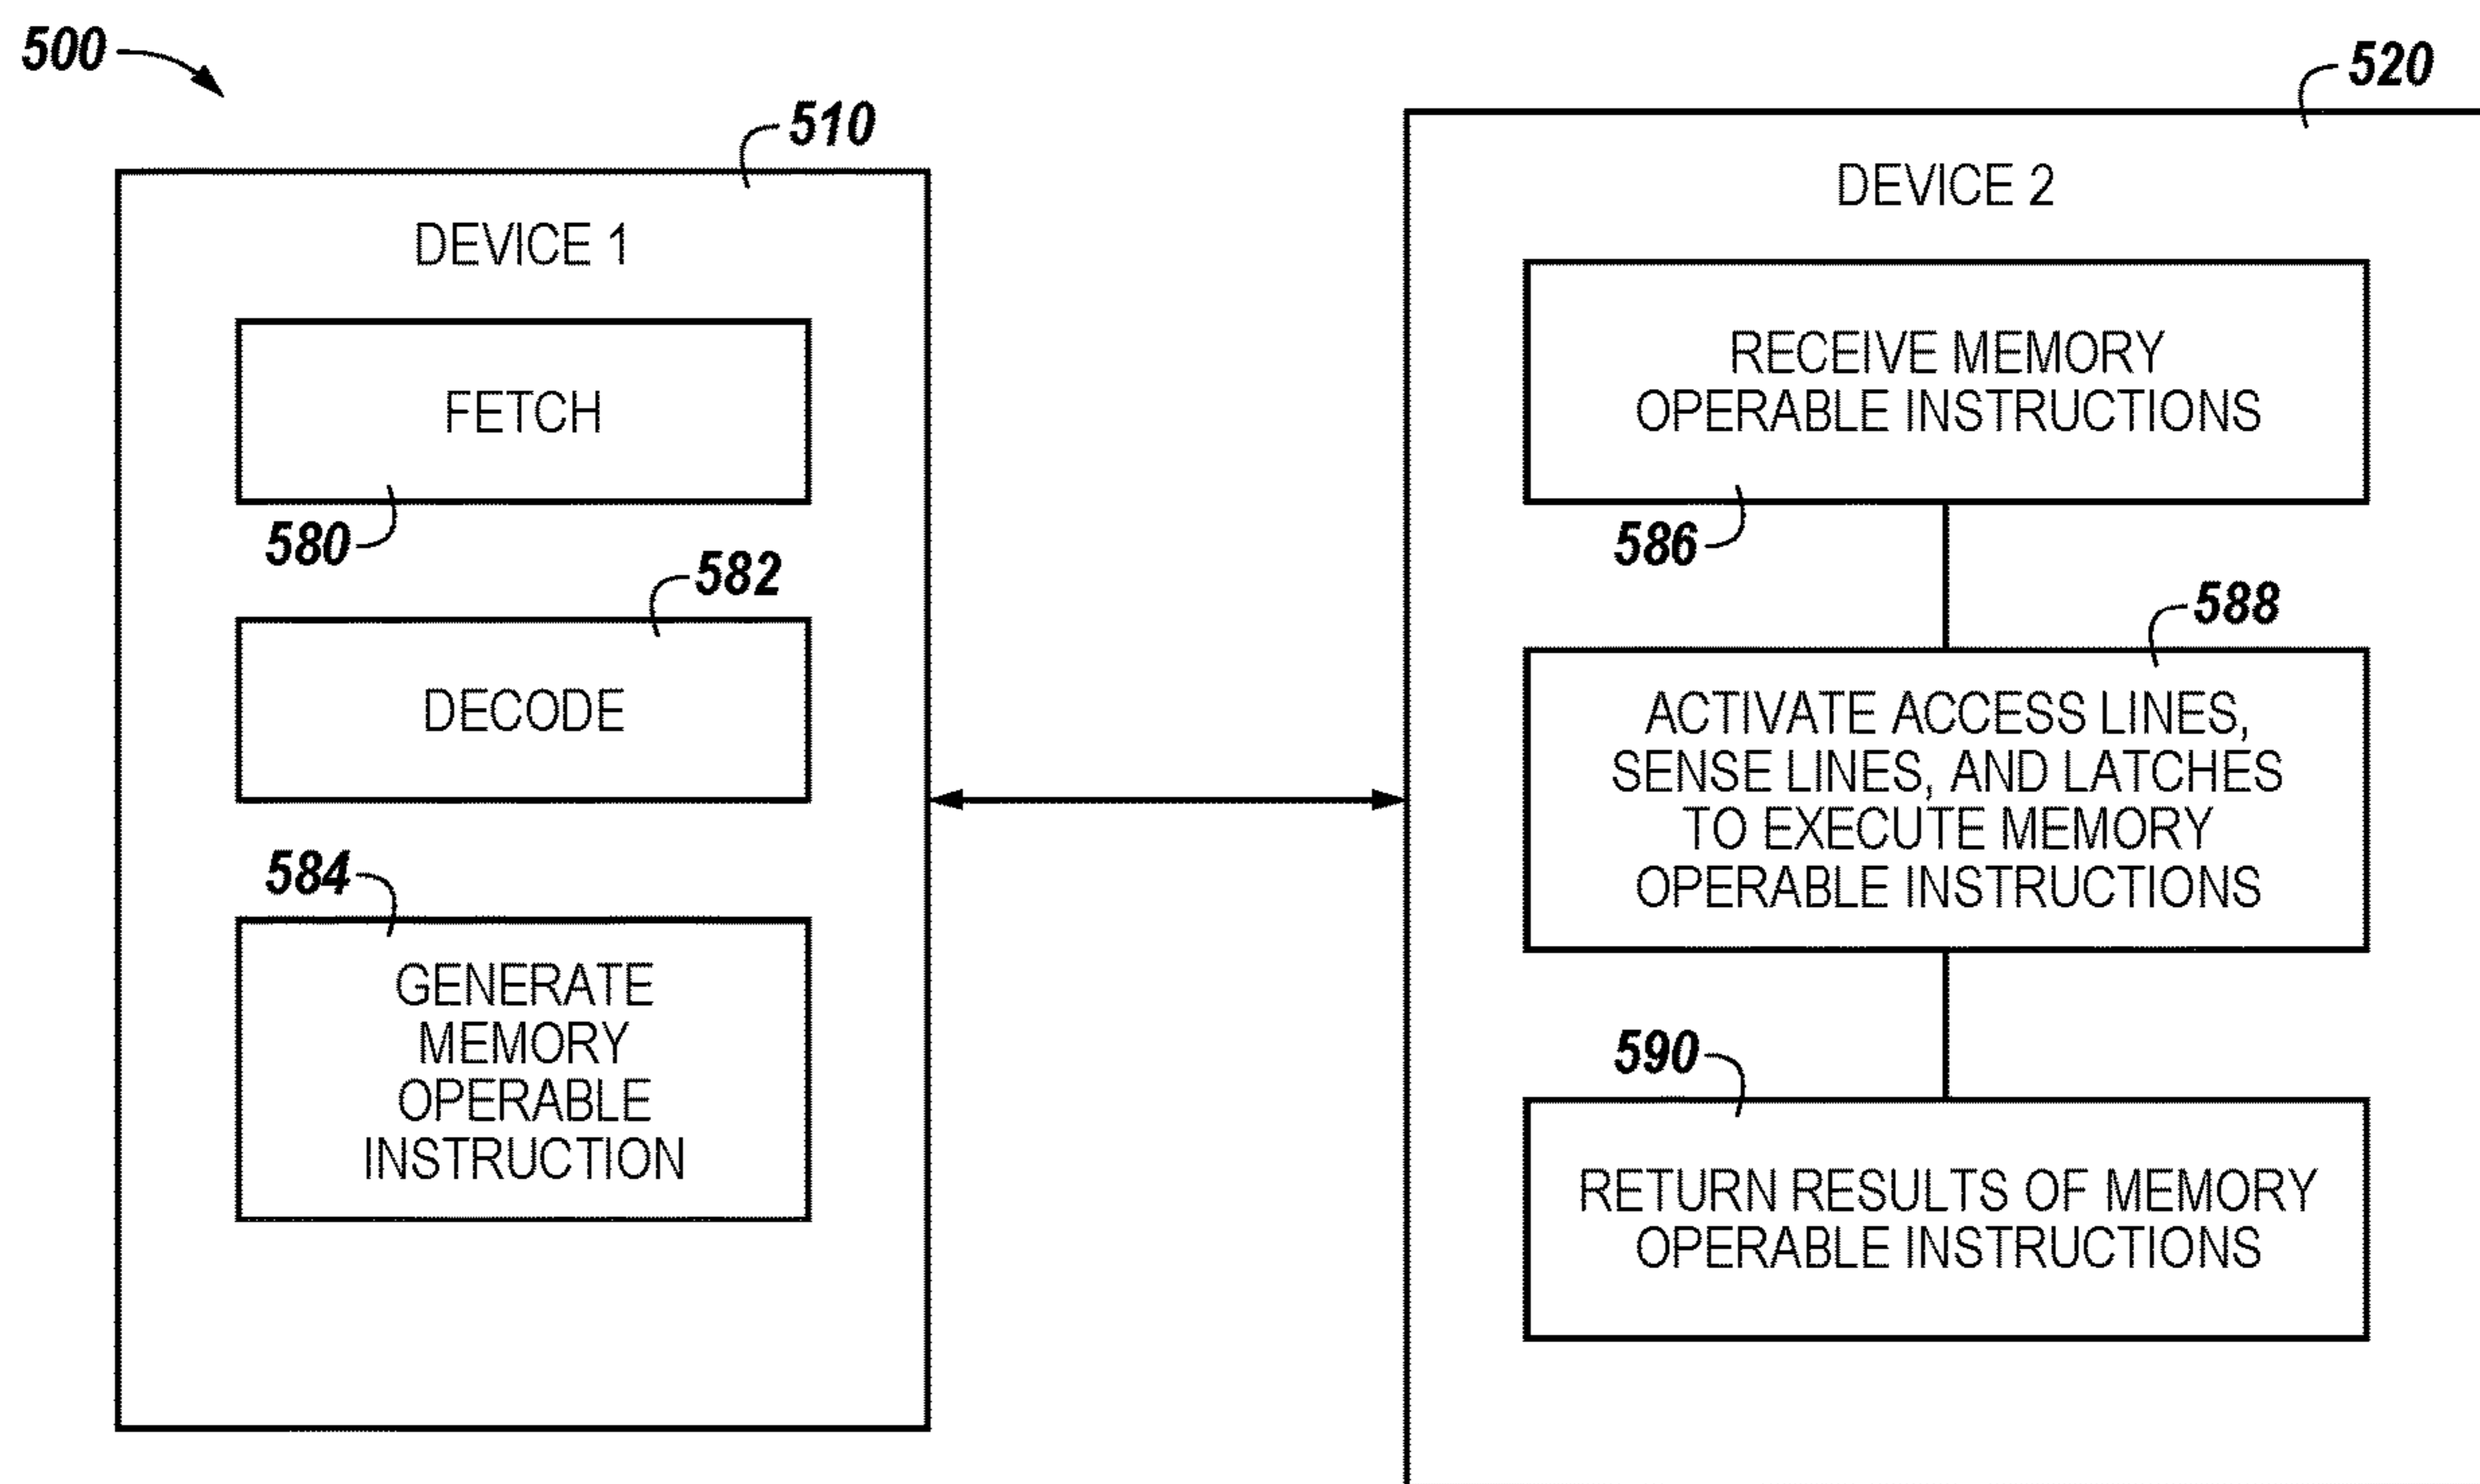 500
510
DEVICE 1
FETCH
580
582
DECODE
584
GENERATE
MEMORY
OPERABLE
INSTRUCTION
520
DEVICE 2
RECEIVE MEMORY
OPERABLE INSTRUCTIONS
586
588
ACTIVATE ACCESS LINES,
SENSE LINES, AND LATCHES
TO EXECUTE MEMORY
OPERABLE INSTRUCTIONS
590
RETURN RESULTS OF MEMORY
OPERABLE INSTRUCTIONS